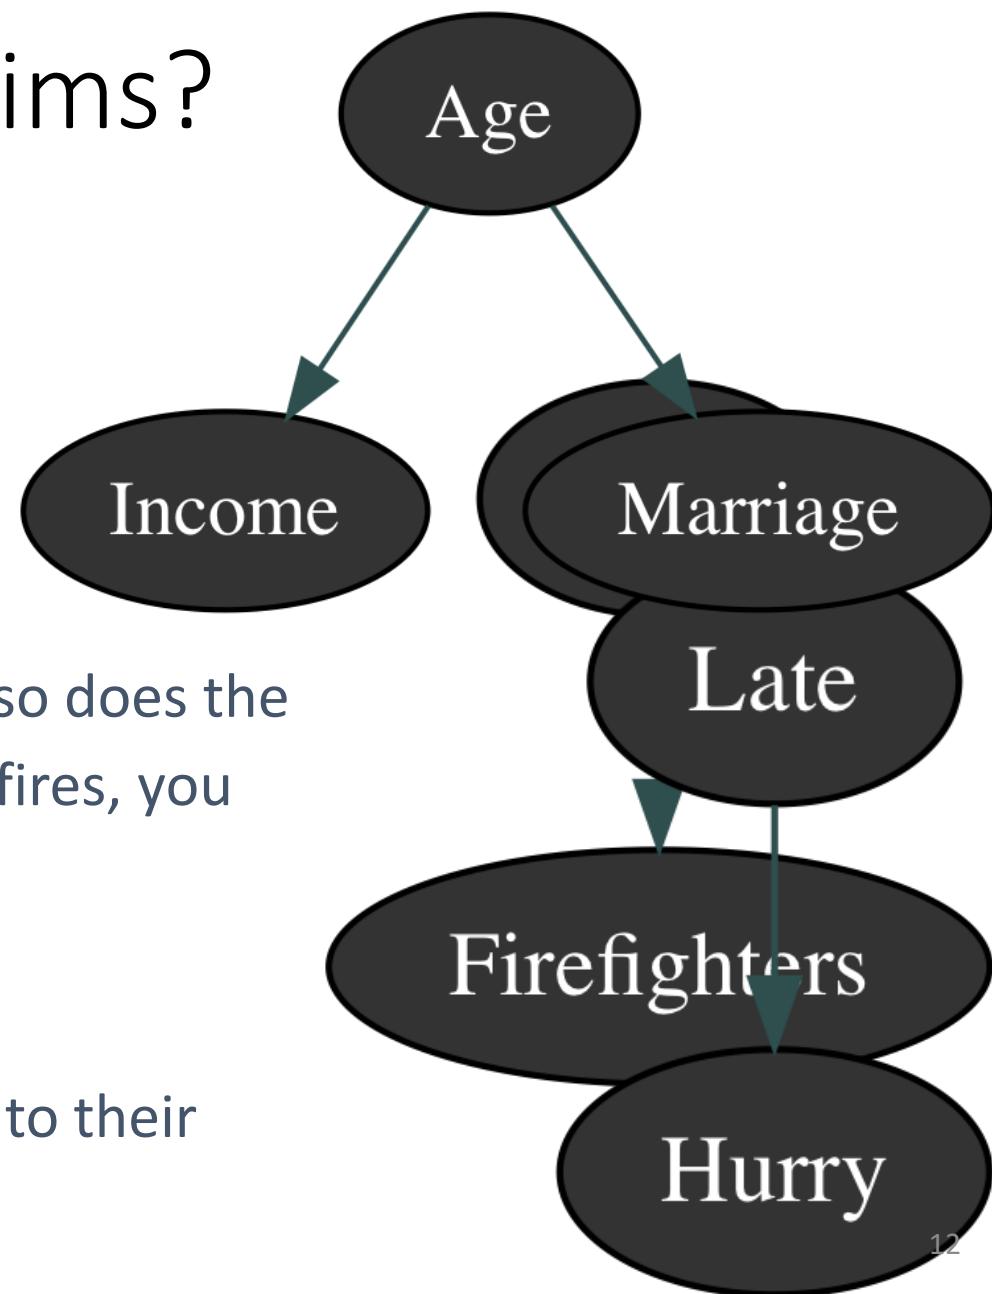 ims?
Age
Income
Marriage
Late
so does the
fires, you
Firefighters
to their
Hurry
12